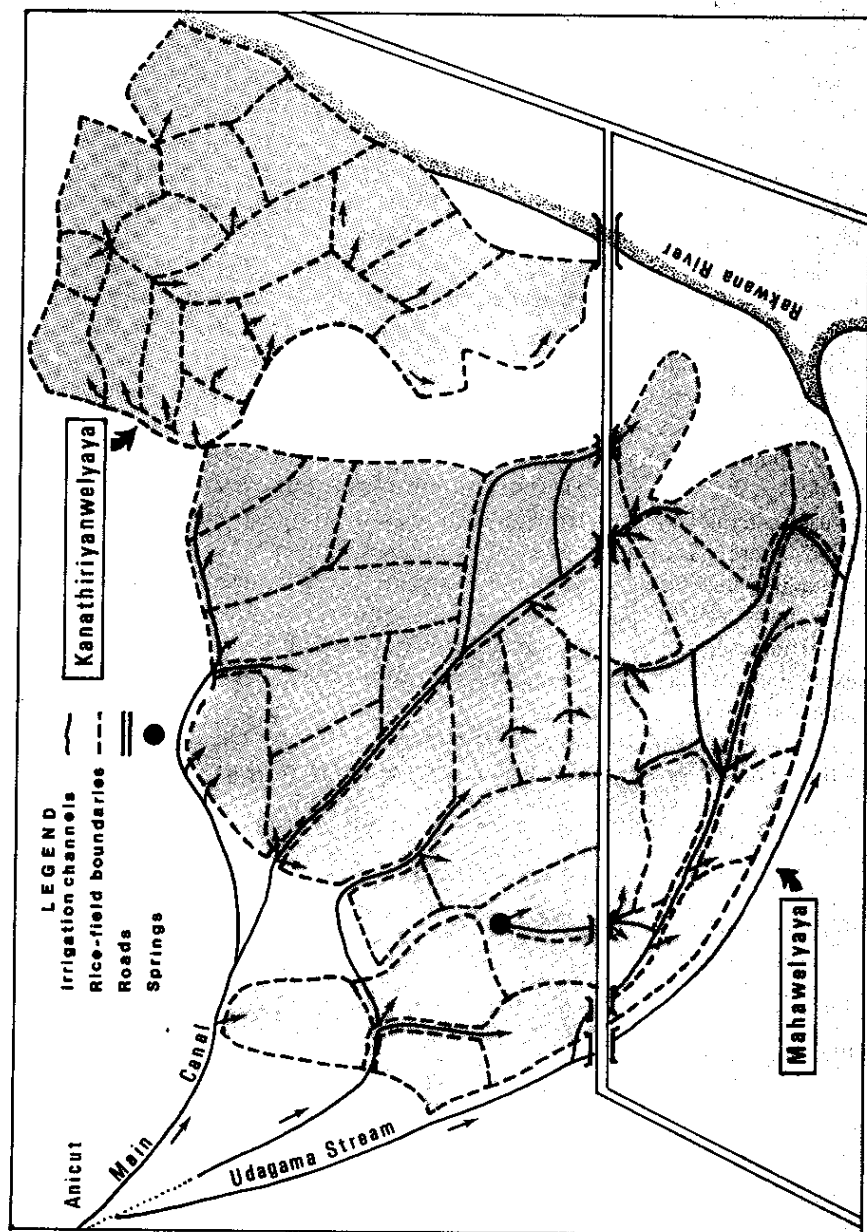 LEGEND
Irrigation channels
Rice-field boundaries
Roads
Springs
Kanathiriyanwelyaya
Anicut
Main Canal
Udagama Stream
Rakwana River
Mahawelyaya